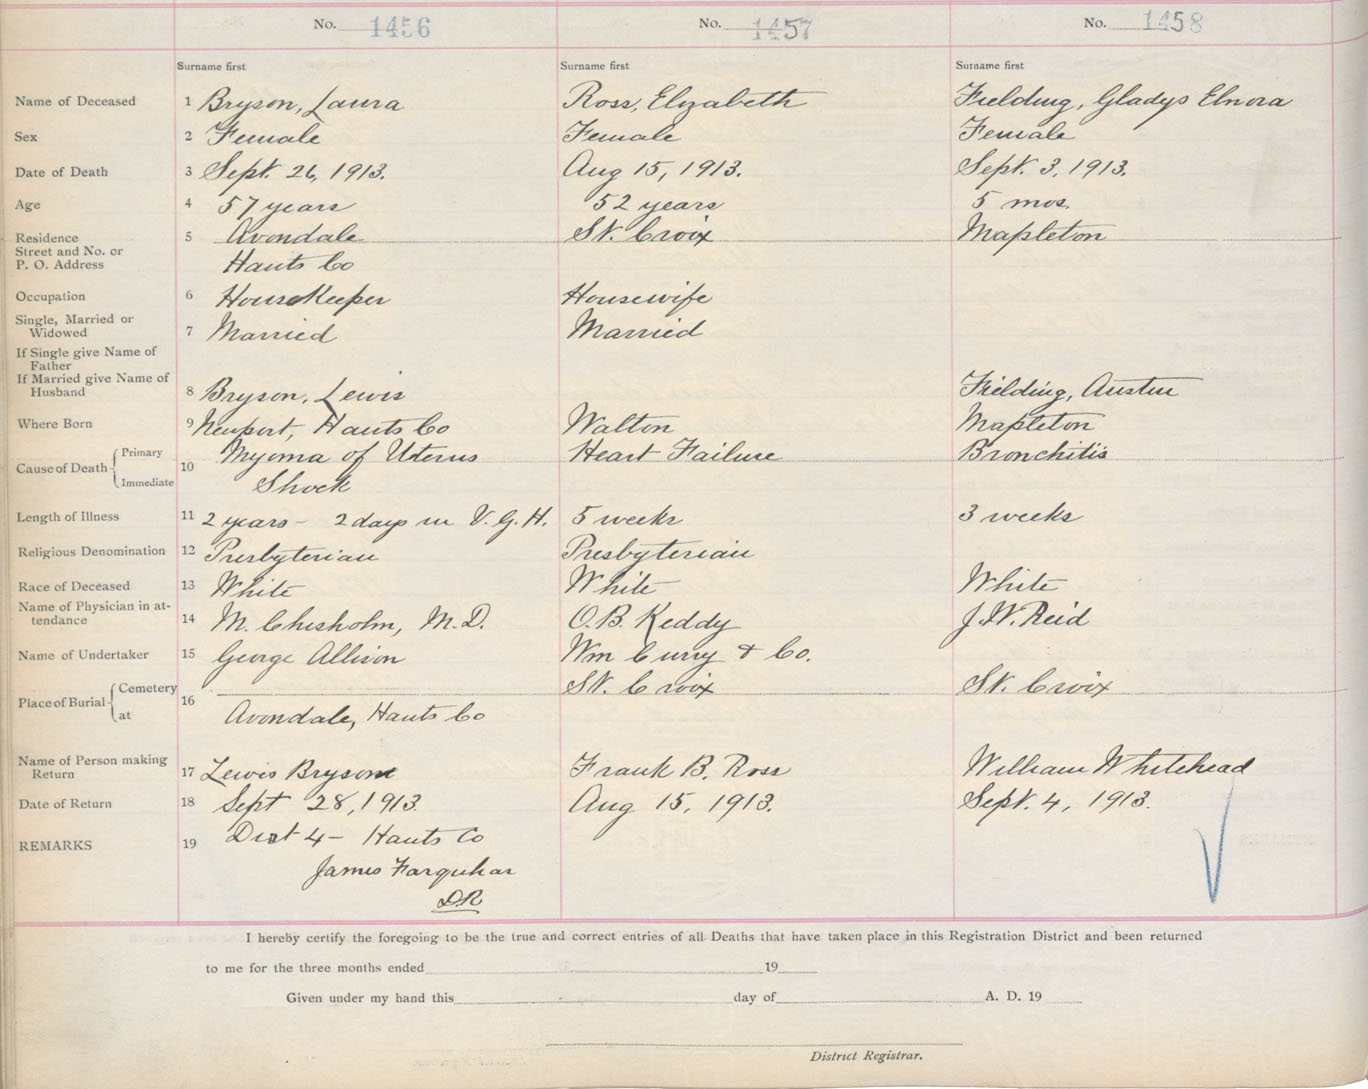 No. 1456 No. 1457 No. 1458
Surname first Surname first Surname first
Name of Deceased 1 Bryson, Laura Ross, Elizabeth Fielding, Gladys Elnora
Sex 2 Female Female Female
Date of Death 3 Sept. 26, 1913. Aug 15, 1913. Sept. 3, 1913.
Age 4 57 years 52 years 5 mos.
Residence 5 Avondale St. Croix Mapleton
Street and No. or
P. O. Address Hants Co
Occupation 6 HouseKeeper Housewife
Single, Married or
Widowed 7 Married Married
If Single give Name of
Father
If Married give Name of
Husband 8 Bryson, Lewis Fielding, Austin
Where Born 9 Newport, Hants Co Walton Mapleton
Cause of Death Primary 10 Myoma of Uterus Heart Failure Bronchitis
Immediate Shock
Length of Illness 11 2 years - 2 days in V. G. H. 5 weeks 3 weeks
Religious Denomination 12 Presbyterian Presbyterian
Race of Deceased 13 White White White
Name of Physician in at-
tendance 14 M. Chisholm, M.D. O.B. Keddy J.W. Reid
Name of Undertaker 15 George Allison Wm Curry & Co.
Place of Burial Cemetery 16 St. Croix St. Croix
at Avondale, Hants Co
Name of Person making
Return 17 Lewis Bryson Frank B. Ross William Whitehead
Date of Return 18 Sept 28, 1913. Aug 15, 1913. Sept. 4, 1913.
REMARKS 19 Dist 4 - Hants Co
James Farquhar
D.R
I hereby certify the foregoing to be the true and correct entries of all Deaths that have taken place in this Registration District and been returned
to me for the three months ended 19
Given under my hand this day of A. D. 19
District Registrar.